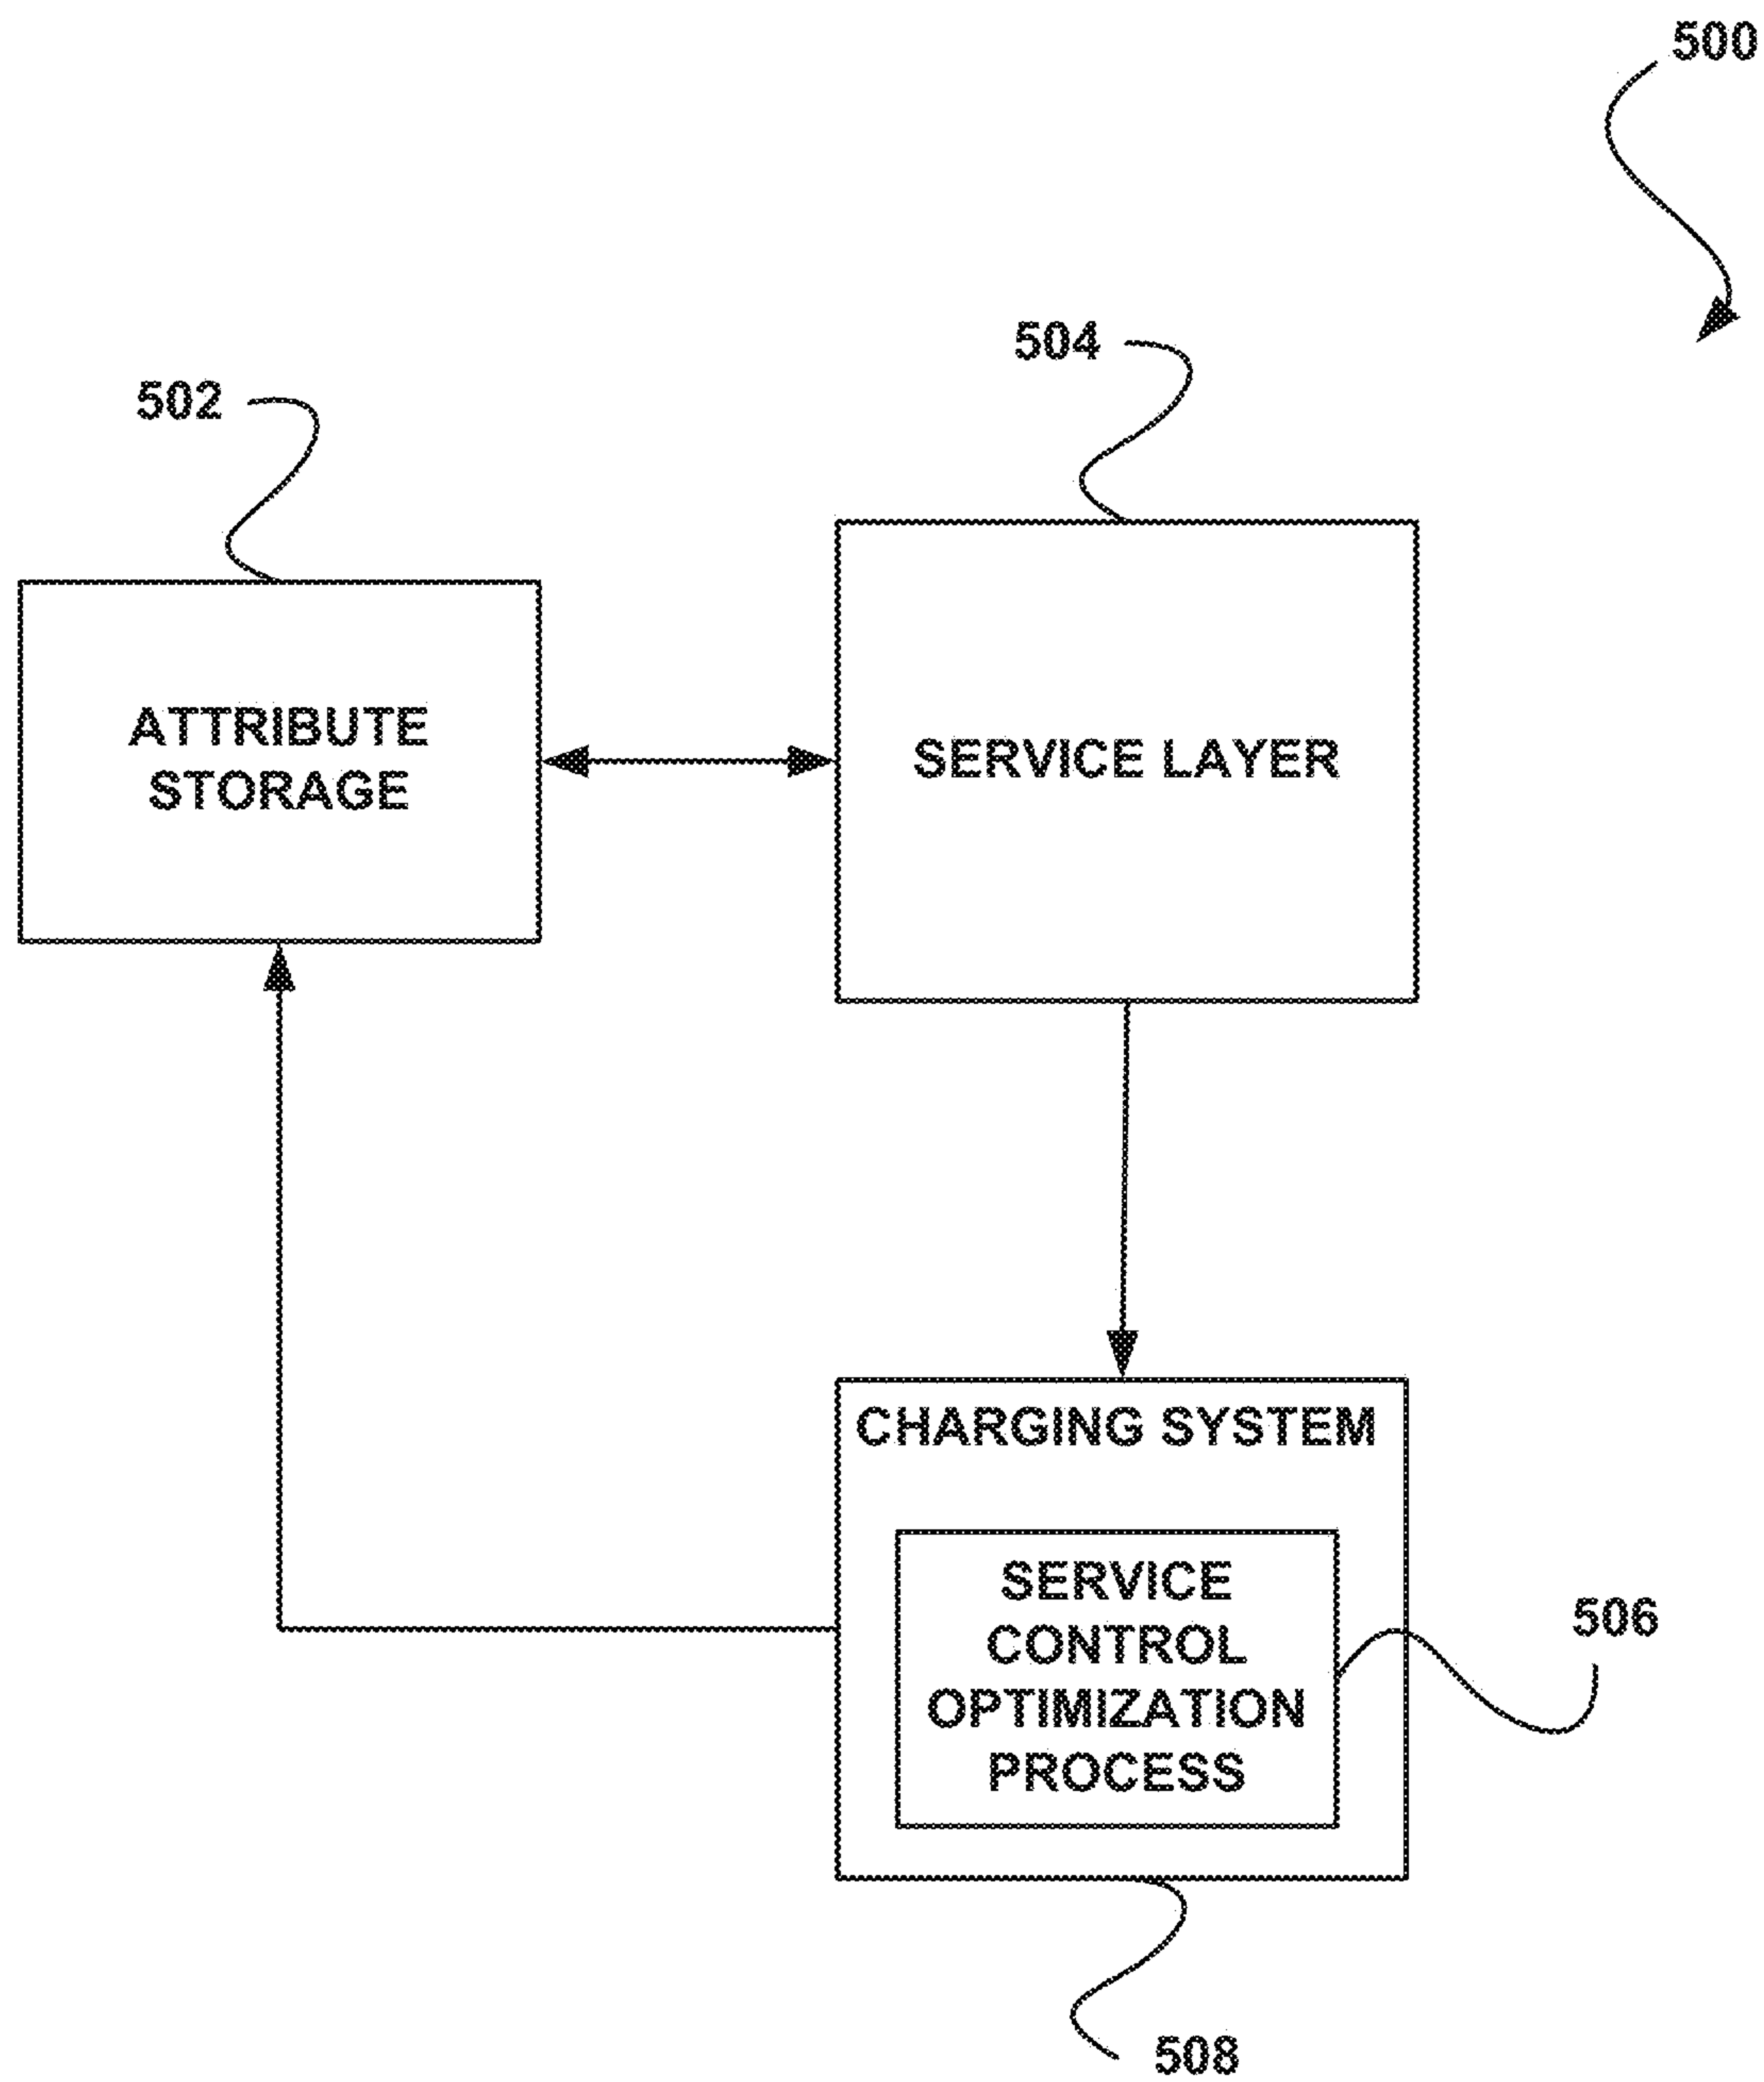 500
504
502
ATTRIBUTE
STORAGE
SERVICE LAYER
CHARGING SYSTEM
SERVICE
CONTROL
OPTIMIZATION
PROCESS
506
508